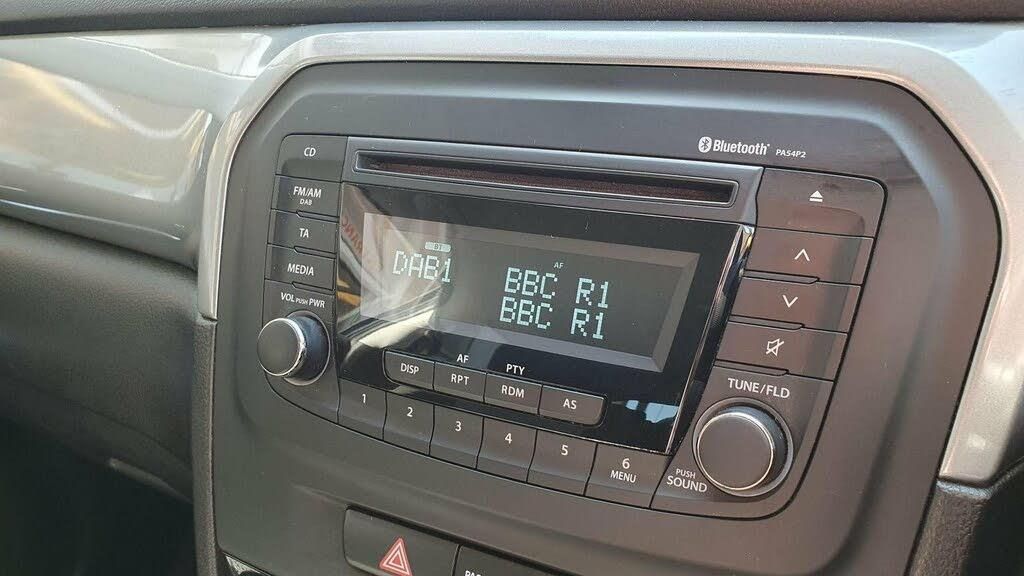 Bluetooth® PA54P2
CD
FM/AM
DAB
TA
MEDIA
VOL PUSH PWR
BT
AF
DAB1 BBC R1
BBC R1
AF
PTY
DISP RPT RDM AS
1 2 3 4 5 6
MENU
TUNE/FLD
PUSH
SOUND